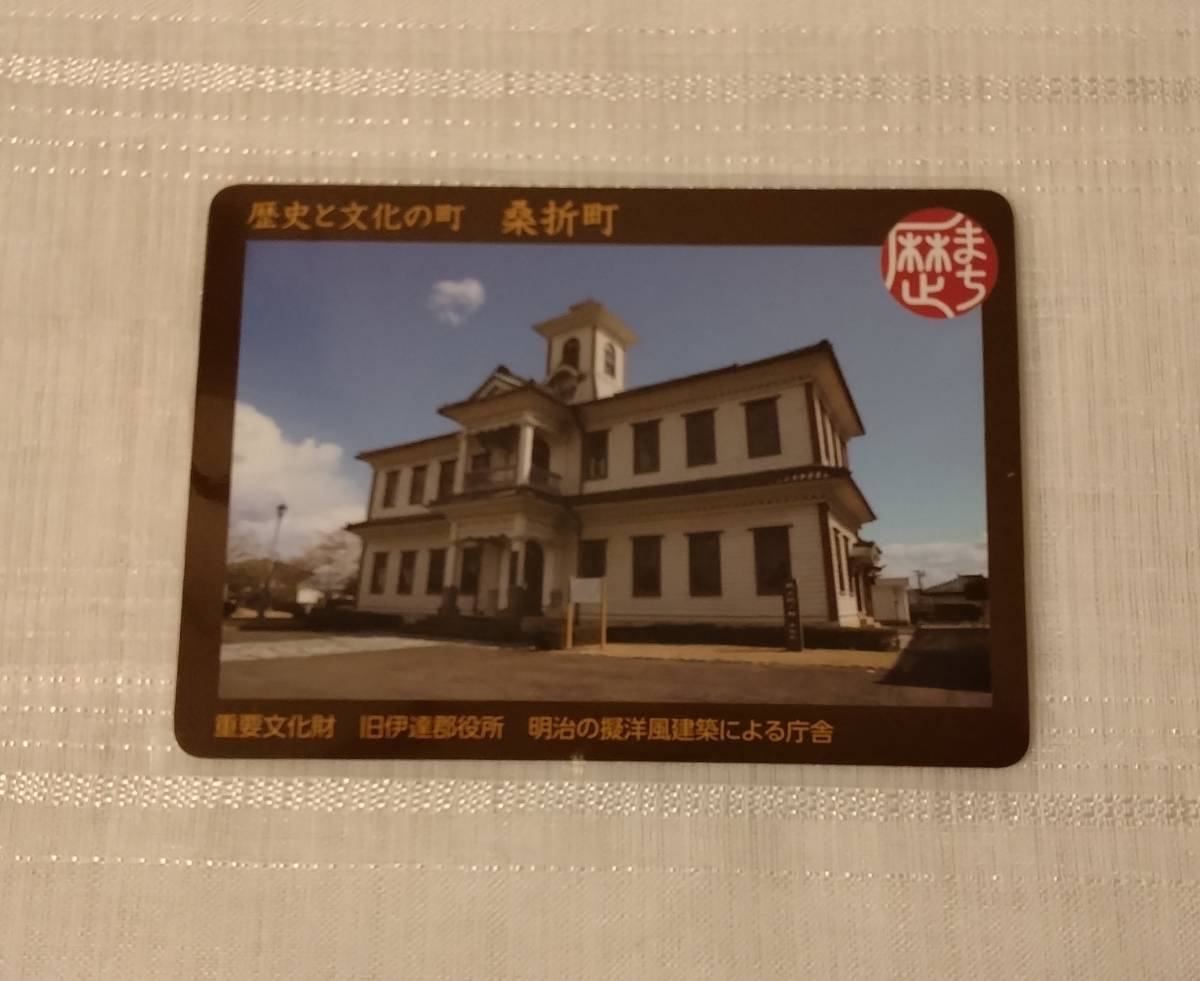 歴史と文化の町　桑折町
歴まち
重要文化財　旧伊達郡役所　明治の擬洋風建築による庁舎